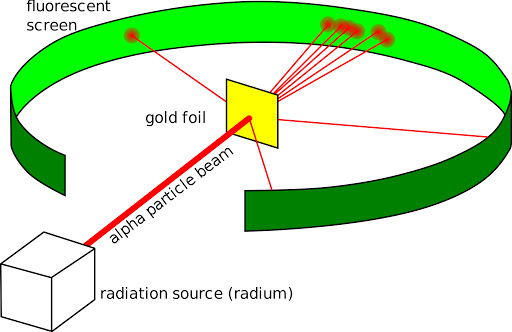 fluorescent
screen
gold foil
alpha particle beam
radiation source (radium)